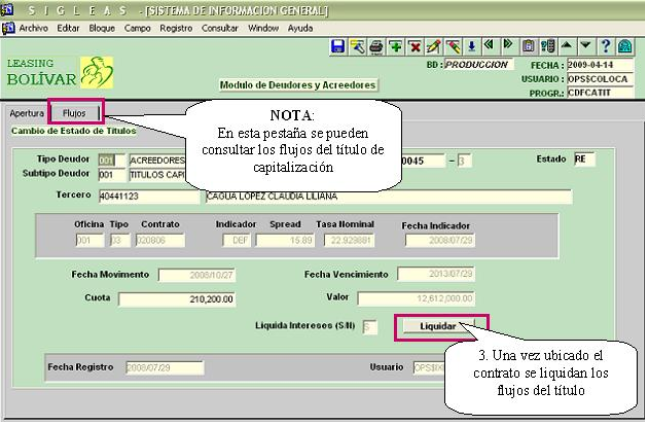 S I G L E A S - [SISTEMA DE INFORMACION GENERAL]
Archivo Editar Bloque Campo Registro Consultar Window Ayuda
LEASING
BOLÍVAR
Modulo de Deudores y Acreedores
BD : PRODUCCION
FECHA : 2009-04-14
USUARIO : OPS$COLOCA
PROGR.: CDFCATIT
Apertura Flujos
NOTA:
En esta pestaña se pueden
consultar los flujos del título de
capitalización
Cambio de Estado de Títulos
Tipo Deudor 001 ACREEDORES 0045 - 3 Estado RE
Subtipo Deudor 001 TITULOS CAPI
Tercero 40441123 CAGUA LOPEZ CLAUDIA LILIANA
Oficina Tipo Contrato Indicador Spread Tasa Nominal Fecha Indicador
001 03 020806 DEF 15.89 22.929881 2008/07/29
Fecha Movimento 2008/10/27 Fecha Vencimiento 2013/07/29
Cuota 210,200.00 Valor 12,612,000.00
Liquida Intereses (S/N) S Liquidar
3. Una vez ubicado el
contrato se liquidan los
flujos del título
Fecha Registro 2008/07/29 Usuario